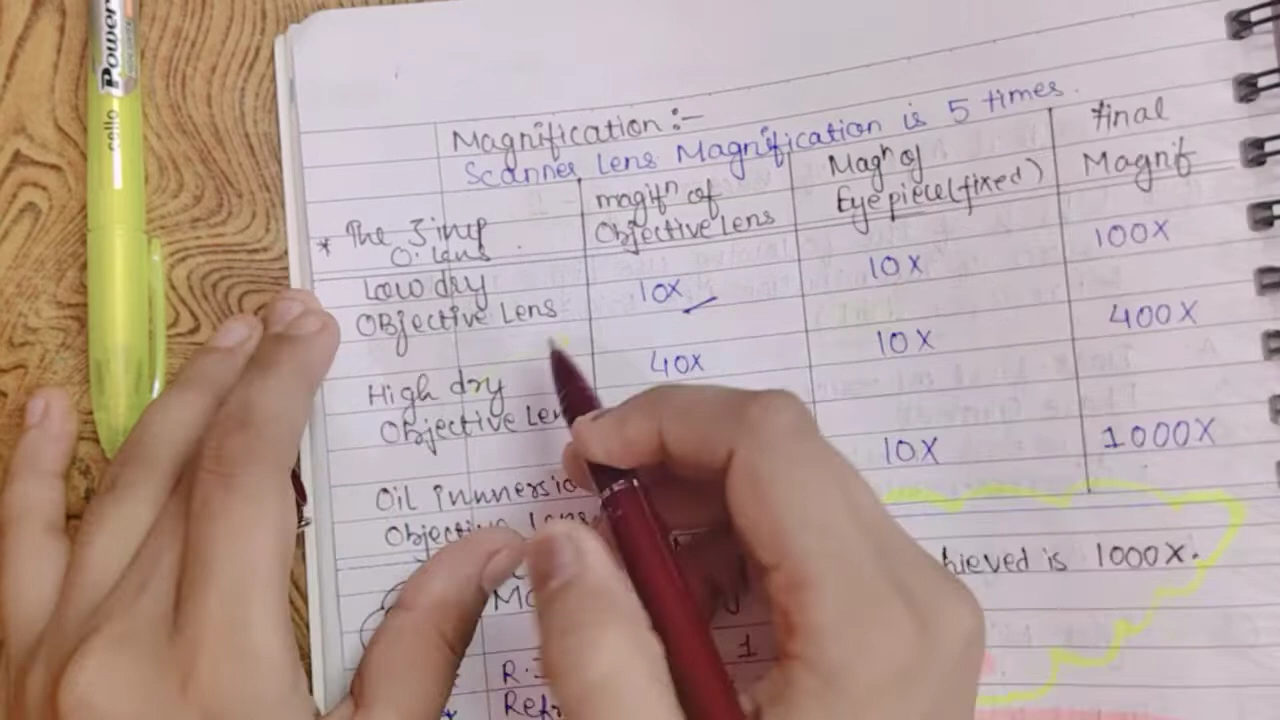 Power
cello
Magnification :-
Scanner Lens Magnification is 5 times.
* The 3 imp O. lens
magifⁿ of Objective Lens
Magⁿ of Eyepiece (fixed)
final Magnif
Low dry Objective Lens
10X
10X
100X
High dry Objective Len
40X
10X
400X
Oil immersio
Objective Lens
10X
1000X
hieved is 1000X.
1
R.I
Refr